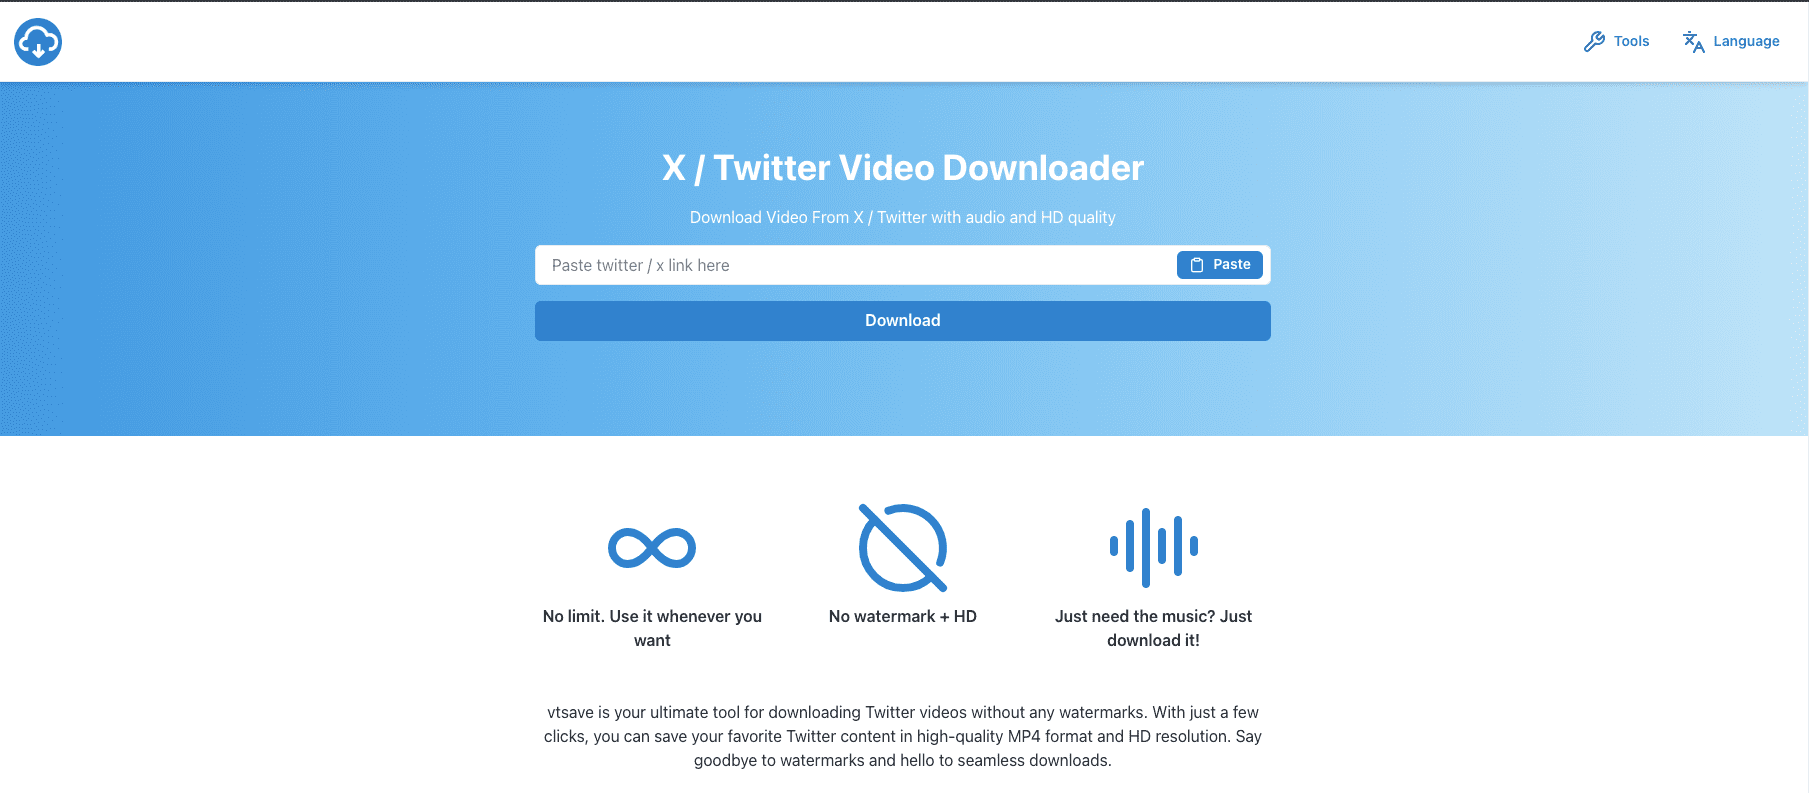 Tools
Language
X / Twitter Video Downloader
Download Video From X / Twitter with audio and HD quality
Paste twitter / x link here
Paste
Download
No limit. Use it whenever you
want
No watermark + HD
Just need the music? Just
download it!
vtsave is your ultimate tool for downloading Twitter videos without any watermarks. With just a few
clicks, you can save your favorite Twitter content in high-quality MP4 format and HD resolution. Say
goodbye to watermarks and hello to seamless downloads.